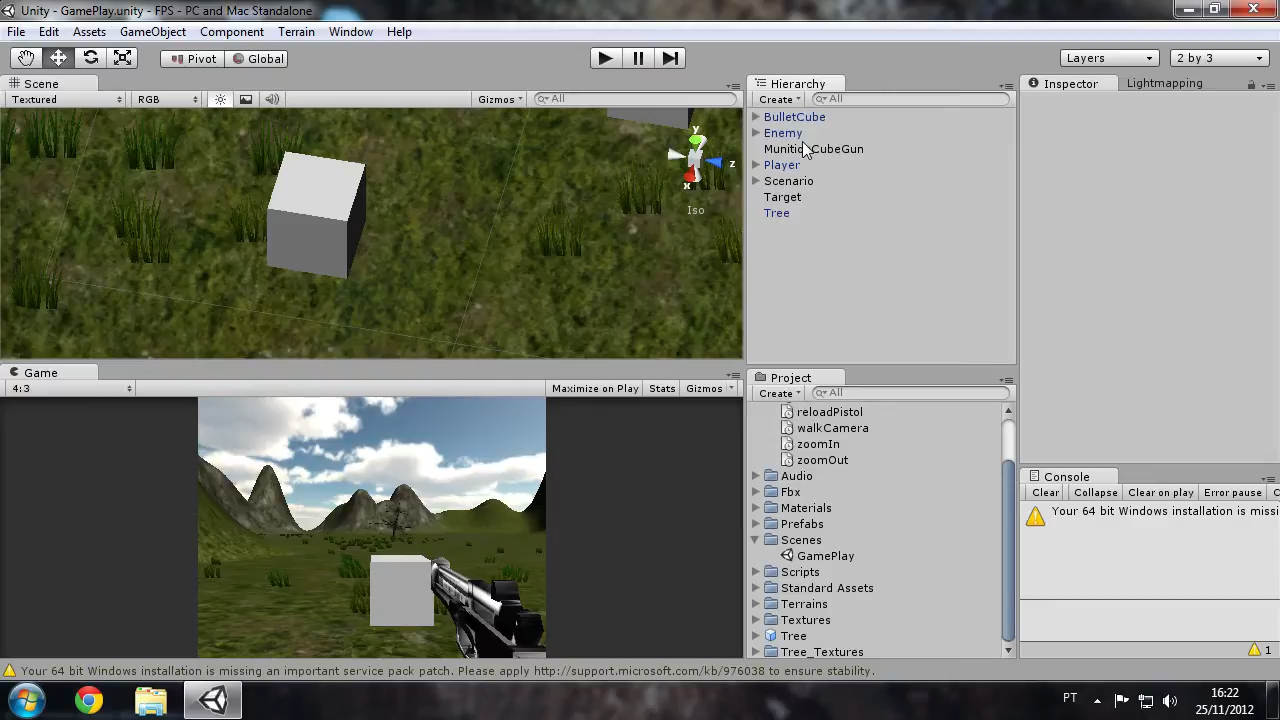 Unity - GamePlay.unity - FPS - PC and Mac Standalone
File Edit Assets GameObject Component Terrain Window Help
Pivot Global Layers 2 by 3
Scene
Textured RGB Gizmos All
y
z
x
Iso
Hierarchy
Create All
BulletCube
Enemy
CubeGun
Player
Scenario
Target
Tree
Inspector Lightmapping
Game
4:3 Maximize on Play Stats Gizmos
Project
Create All
reloadPistol
walkCamera
zoomIn
zoomOut
Audio
Fbx
Materials
Prefabs
Scenes
GamePlay
Scripts
Standard Assets
Terrains
Textures
Tree
Tree_Textures
Console
Clear Collapse Clear on play Error pause C
Your 64 bit Windows installation is missi
1
Your 64 bit Windows installation is missing an important service pack patch. Please apply http://support.microsoft.com/kb/976038 to ensure stability.
PT
16:22
25/11/2012